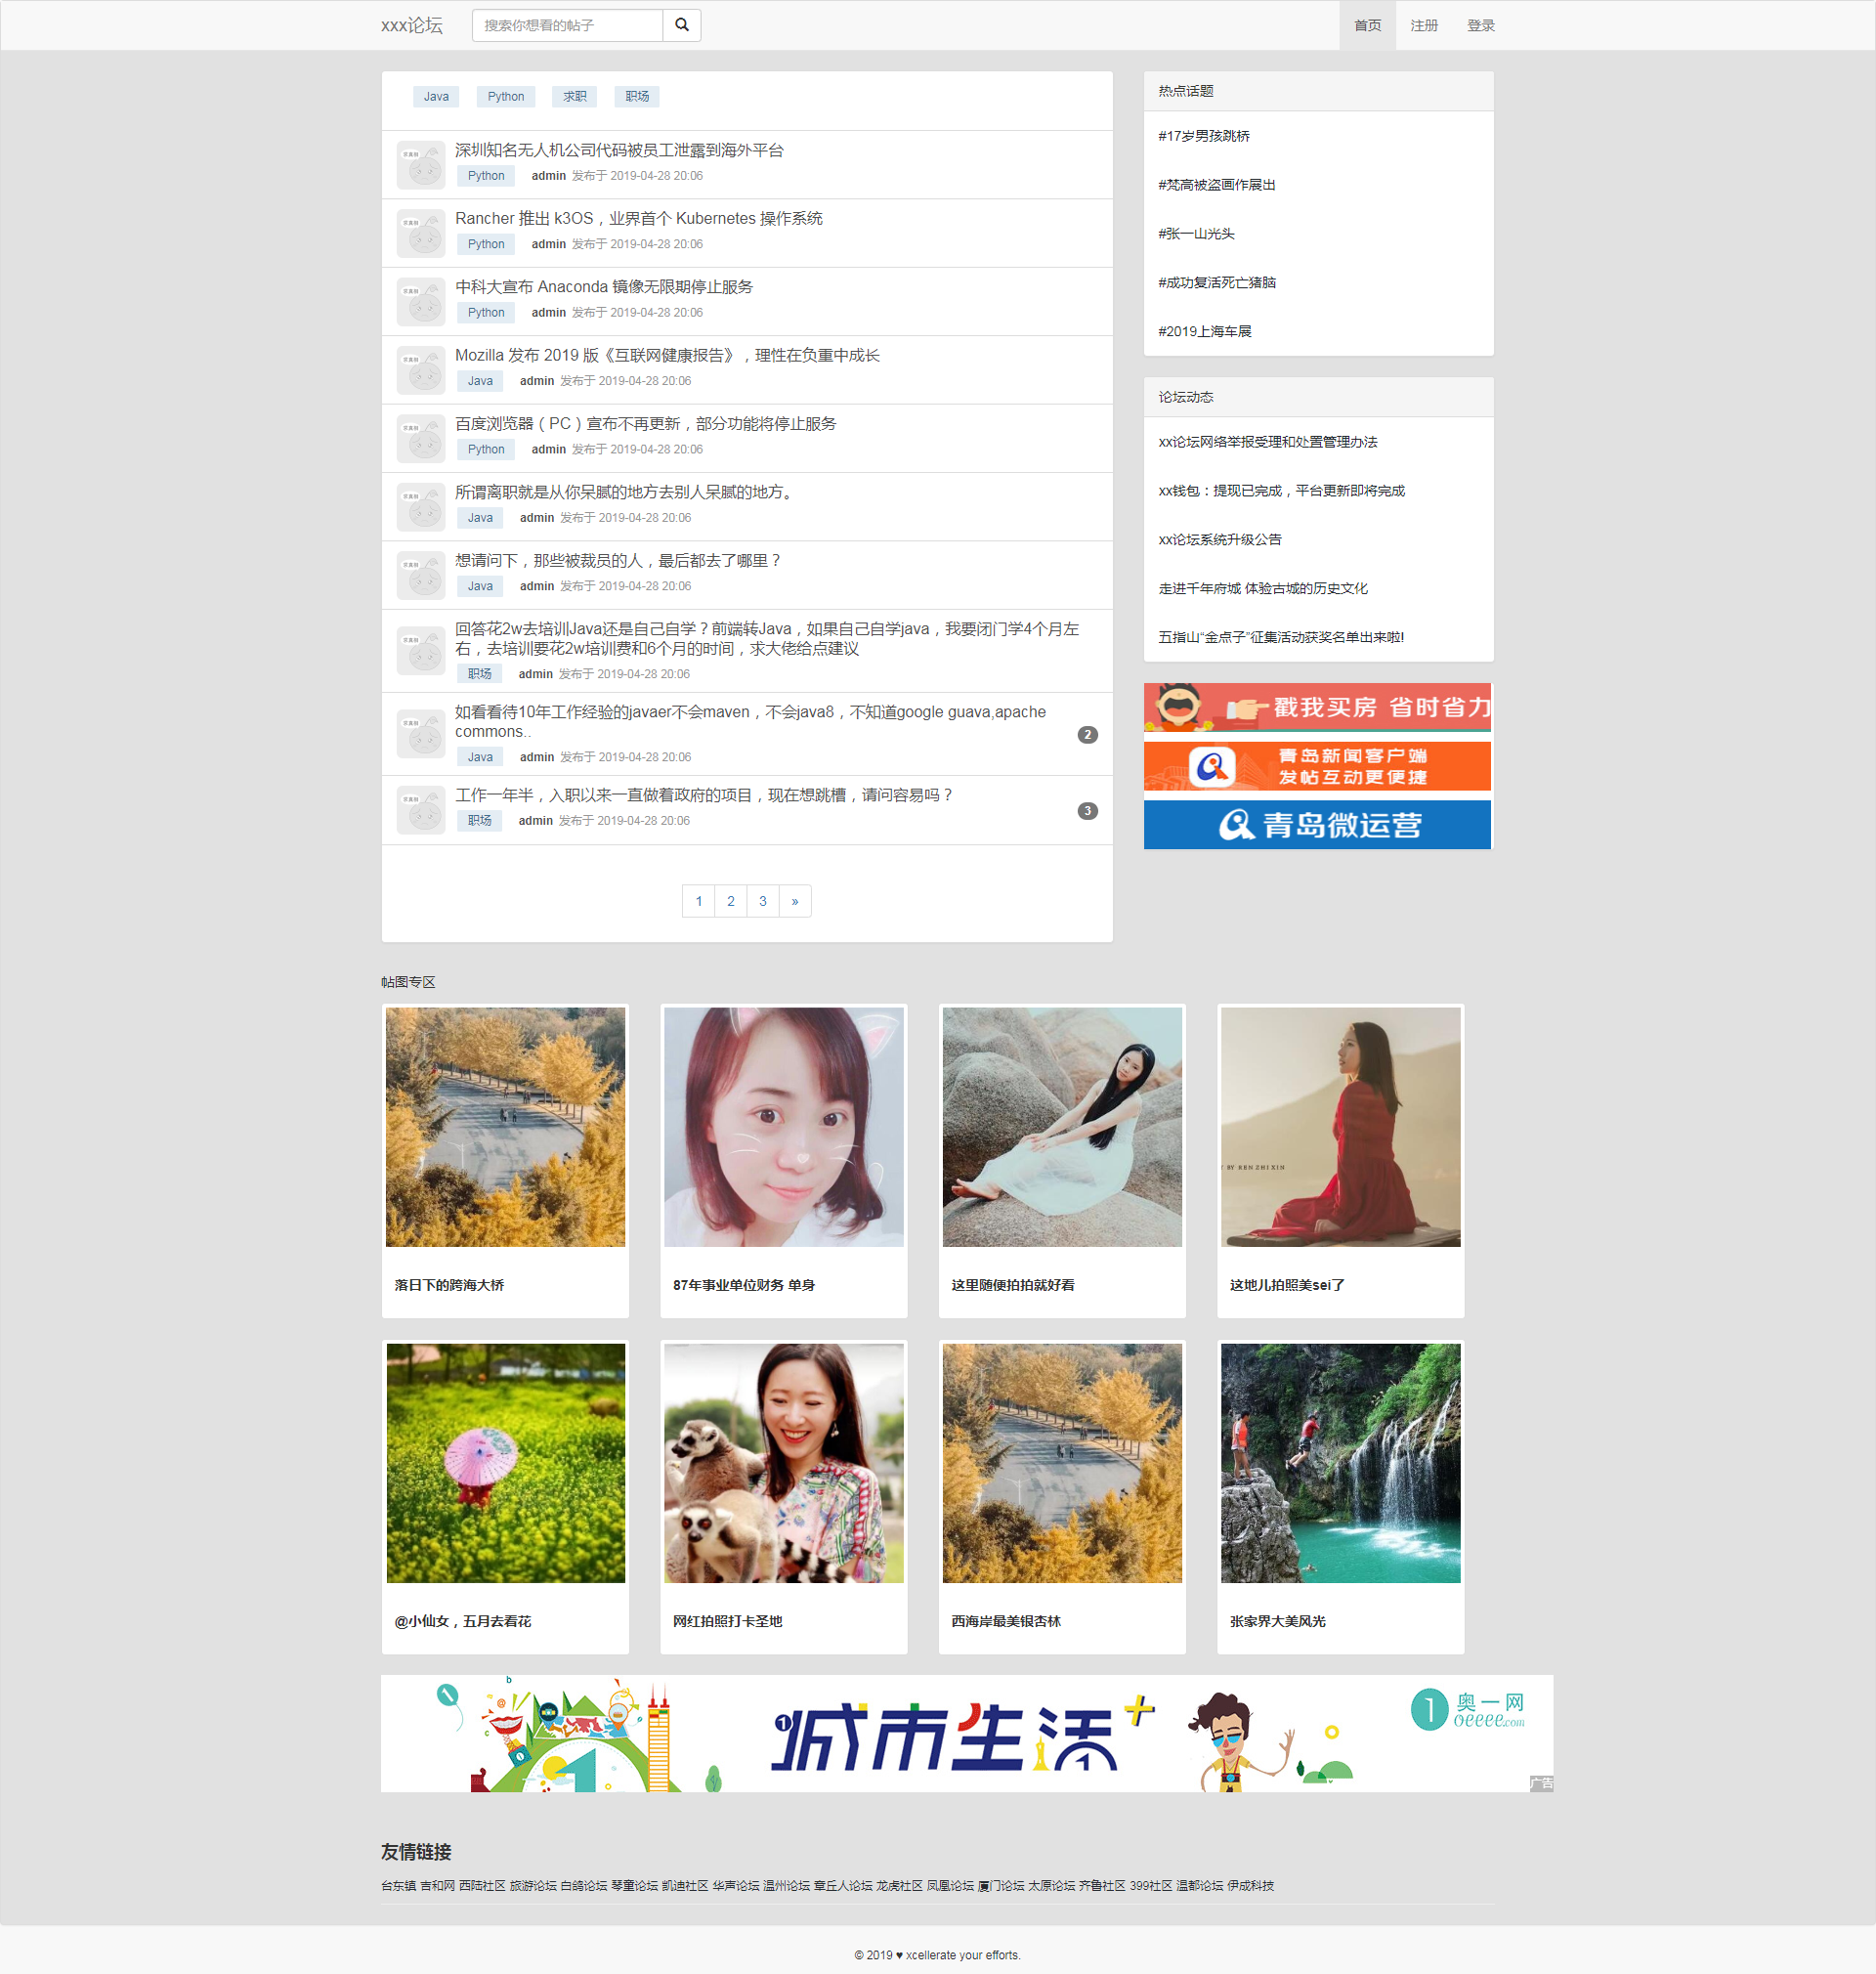 xxx论坛
搜索你想看的帖子
首页 注册 登录
Java Python 求职 职场
深圳知名无人机公司代码被员工泄露到海外平台
Python admin 发布于 2019-04-28 20:06
Rancher 推出 k3OS，业界首个 Kubernetes 操作系统
Python admin 发布于 2019-04-28 20:06
中科大宣布 Anaconda 镜像无限期停止服务
Python admin 发布于 2019-04-28 20:06
Mozilla 发布 2019 版《互联网健康报告》，理性在负重中成长
Java admin 发布于 2019-04-28 20:06
百度浏览器（PC）宣布不再更新，部分功能将停止服务
Python admin 发布于 2019-04-28 20:06
所谓离职就是从你呆腻的地方去别人呆腻的地方。
Java admin 发布于 2019-04-28 20:06
想请问下，那些被裁员的人，最后都去了哪里？
Java admin 发布于 2019-04-28 20:06
回答花2w去培训Java还是自己自学？前端转Java，如果自己自学java，我要闭门学4个月左
右，去培训要花2w培训费和6个月的时间，求大佬给点建议
职场 admin 发布于 2019-04-28 20:06
如看看待10年工作经验的javaer不会maven，不会java8，不知道google guava,apache
commons..
2
Java admin 发布于 2019-04-28 20:06
工作一年半，入职以来一直做着政府的项目，现在想跳槽，请问容易吗？
3
职场 admin 发布于 2019-04-28 20:06
1 2 3 »
热点话题
#17岁男孩跳桥
#梵高被盗画作展出
#张一山光头
#成功复活死亡猪脑
#2019上海车展
论坛动态
xx论坛网络举报受理和处置管理办法
xx钱包：提现已完成，平台更新即将完成
xx论坛系统升级公告
走进千年府城 体验古城的历史文化
五指山“金点子”征集活动获奖名单出来啦!
戳我买房 省时省力
青岛新闻客户端
发帖互动更便捷
青岛微运营
帖图专区
Y BY REN ZHI XIN
落日下的跨海大桥
87年事业单位财务 单身
这里随便拍拍就好看
这地儿拍照美sei了
@小仙女，五月去看花
网红拍照打卡圣地
西海岸最美银杏林
张家界大美风光
城市生活+
奥一网
oeeee.com
广告
友情链接
台东镇 吉和网 西陆社区 旅游论坛 白鸽论坛 琴童论坛 凯迪社区 华声论坛 温州论坛 章丘人论坛 龙虎社区 凤凰论坛 厦门论坛 太原论坛 齐鲁社区 399社区 温都论坛 伊成科技
© 2019 ♥ xcellerate your efforts.